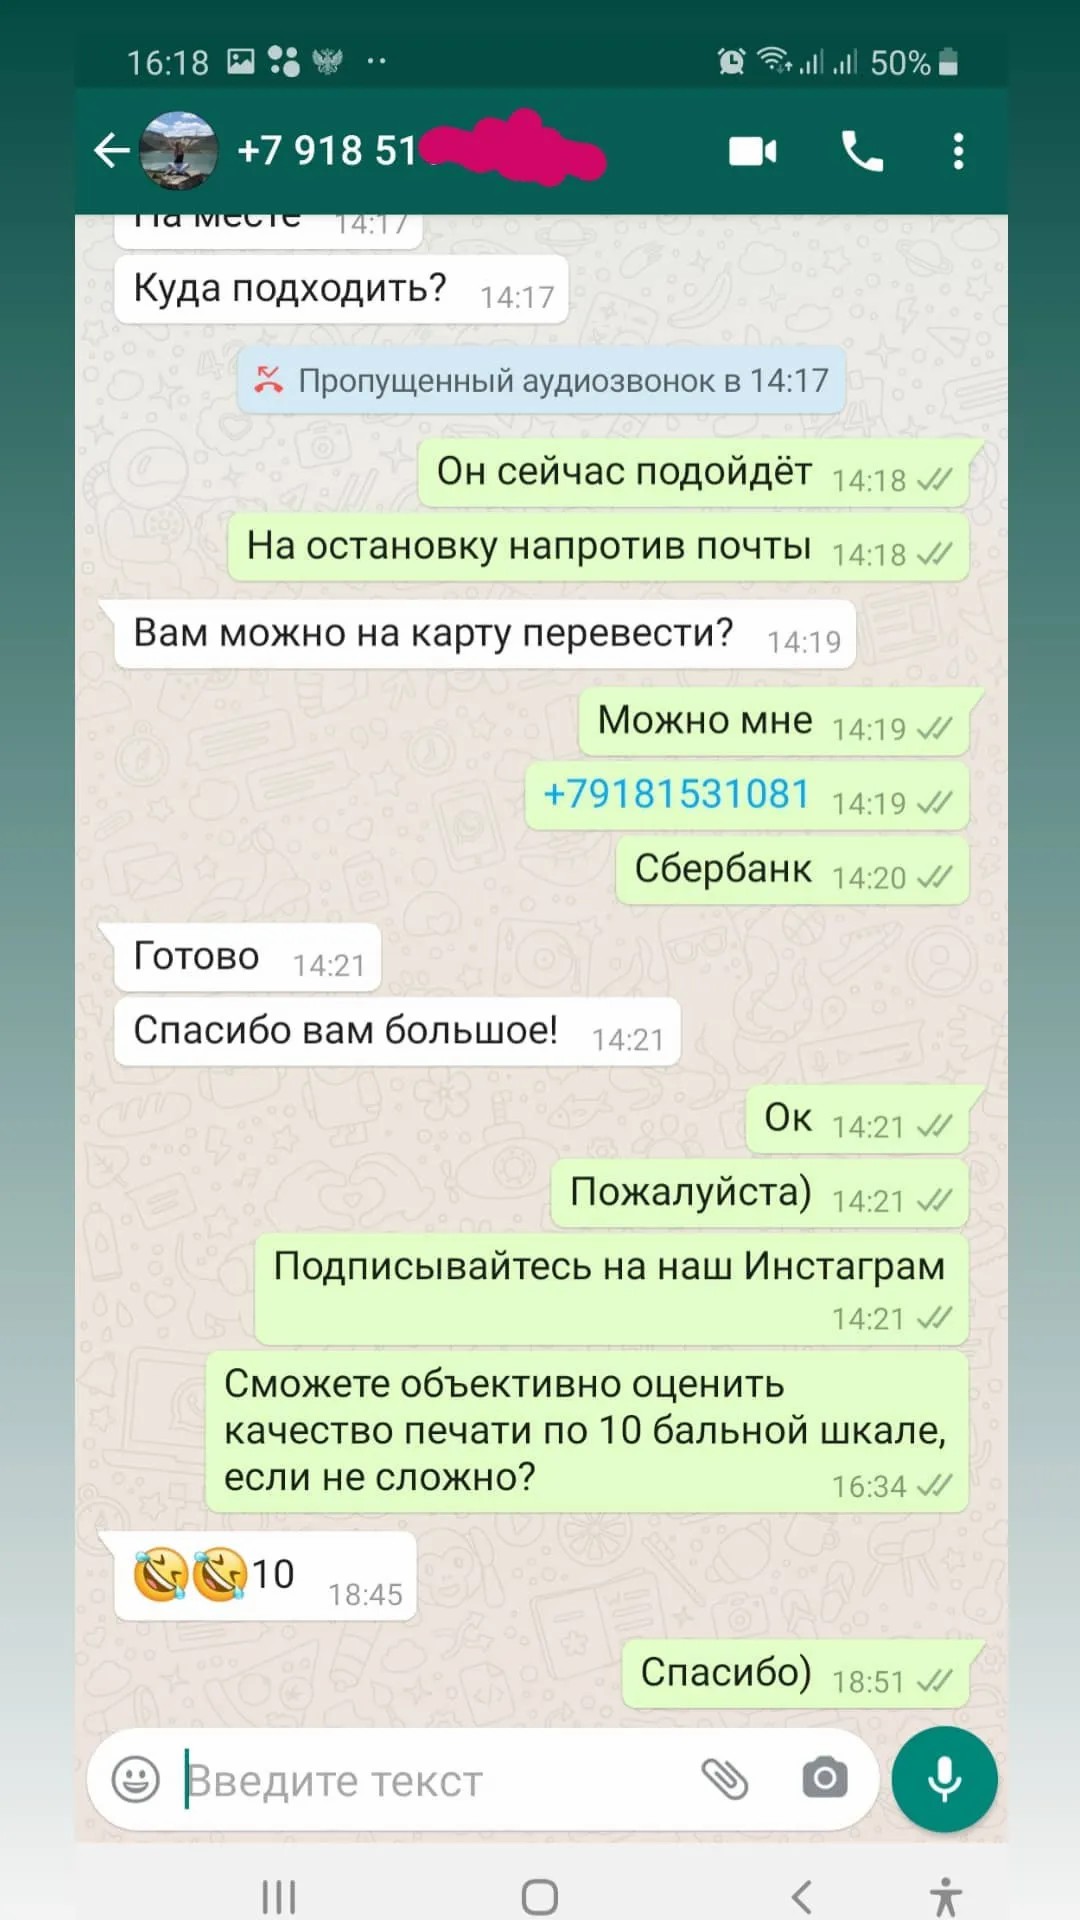 16:18
50%
+7 918 51
На месте 14:17
Куда подходить? 14:17
Пропущенный аудиозвонок в 14:17
Он сейчас подойдёт 14:18
На остановку напротив почты 14:18
Вам можно на карту перевести? 14:19
Можно мне 14:19
+79181531081 14:19
Сбербанк 14:20
Готово 14:21
Спасибо вам большое! 14:21
Ок 14:21
Пожалуйста) 14:21
Подписывайтесь на наш Инстаграм
14:21
Сможете объективно оценить
качество печати по 10 бальной шкале,
если не сложно? 16:34
🤣🤣10 18:45
Спасибо) 18:51
Введите текст